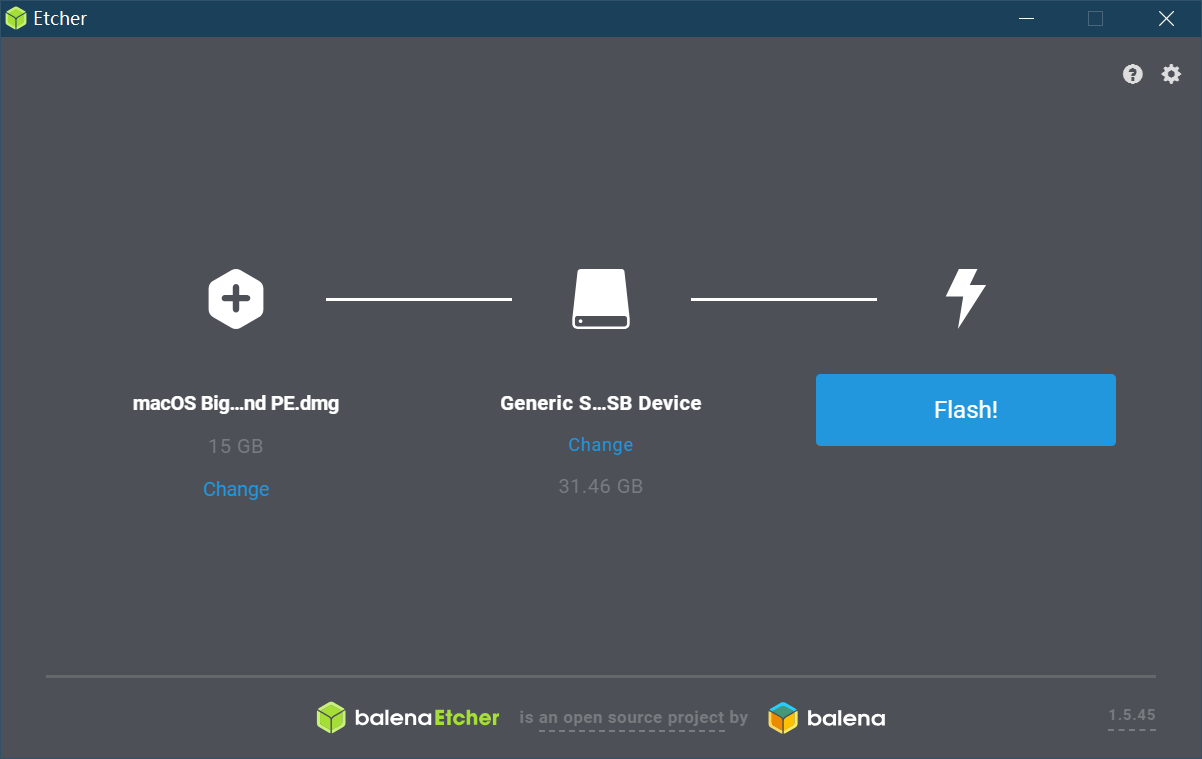 Etcher
macOS Big...nd PE.dmg
15 GB
Change
Generic S...SB Device
Change
31.46 GB
Flash!
balenaEtcher is an open source project by balena
1.5.45